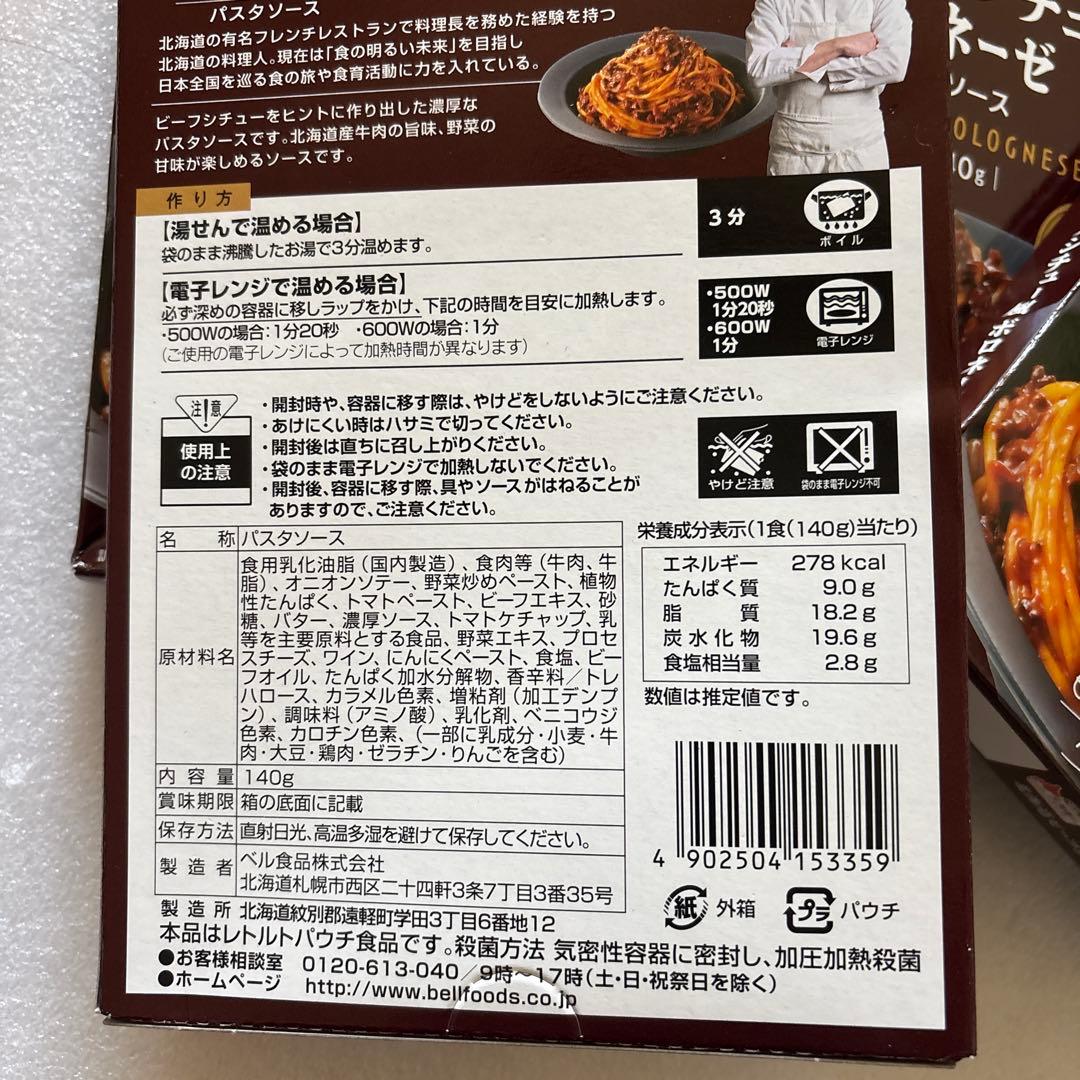 パスタソース
北海道の有名フレンチレストランで料理長を務めた経験を持つ
北海道の料理人。現在は「食の明るい未来」を目指し
日本全国を巡る食の旅や食育活動に力を入れている。
ビーフシチューをヒントに作り出した濃厚な
パスタソースです。北海道産牛肉の旨味、野菜の
甘味が楽しめるソースです。
ネーゼ
ソース
OLOGNESE
40g
作り方
【湯せんで温める場合】
袋のまま沸騰したお湯で3分温めます。
3分
ボイル
【電子レンジで温める場合】
必ず深めの容器に移しラップをかけ、下記の時間を目安に加熱します。
・500Wの場合:1分20秒 ・600Wの場合:1分
(ご使用の電子レンジによって加熱時間が異なります)
・500W
1分20秒
・600W
1分
電子レンジ
注!意
使用上
の注意
・開封時や、容器に移す際は、やけどをしないようにご注意ください。
・あけにくい時はハサミで切ってください。
・開封後は直ちに召し上がりください。
・袋のまま電子レンジで加熱しないでください。
・開封後、容器に移す際、具やソースがはねることが
ありますので、ご注意ください。
やけど注意
袋のまま電子レンジ不可
名称 パスタソース
原材料名
食用乳化油脂(国内製造)、食肉等(牛肉、牛
脂)、オニオンソテー、野菜炒めペースト、植物
性たんぱく、トマトペースト、ビーフエキス、砂
糖、バター、濃厚ソース、トマトケチャップ、乳
等を主要原料とする食品、野菜エキス、プロセ
スチーズ、ワイン、にんにくペースト、食塩、ビー
フオイル、たんぱく加水分解物、香辛料/トレ
ハロース、カラメル色素、増粘剤(加工デンプ
ン)、調味料(アミノ酸)、乳化剤、ベニコウジ
色素、カロチン色素、(一部に乳成分・小麦・牛
肉・大豆・鶏肉・ゼラチン・りんごを含む)
内容量 140g
賞味期限 箱の底面に記載
保存方法 直射日光、高温多湿を避けて保存してください。
製造者 ベル食品株式会社
北海道札幌市西区二十四軒3条7丁目3番35号
製造所 北海道紋別郡遠軽町学田3丁目6番地12
栄養成分表示(1食(140g)当たり)
エネルギー 278kcal
たんぱく質 9.0g
脂質 18.2g
炭水化物 19.6g
食塩相当量 2.8g
数値は推定値です。
4 902504 153359
紙 外箱
プラ パウチ
本品はレトルトパウチ食品です。殺菌方法 気密性容器に密封し、加圧加熱殺菌
●お客様相談室 0120-613-040 9時〜17時(土・日・祝祭日を除く)
●ホームページ http://www.bellfoods.co.jp